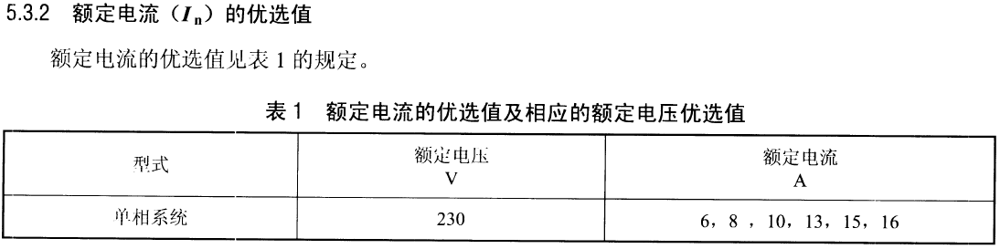 5.3.2 额定电流（In）的优选值
额定电流的优选值见表 1 的规定。
表 1 额定电流的优选值及相应的额定电压优选值
型式
额定电压
V
额定电流
A
单相系统
230
6，8 ，10，13，15，16